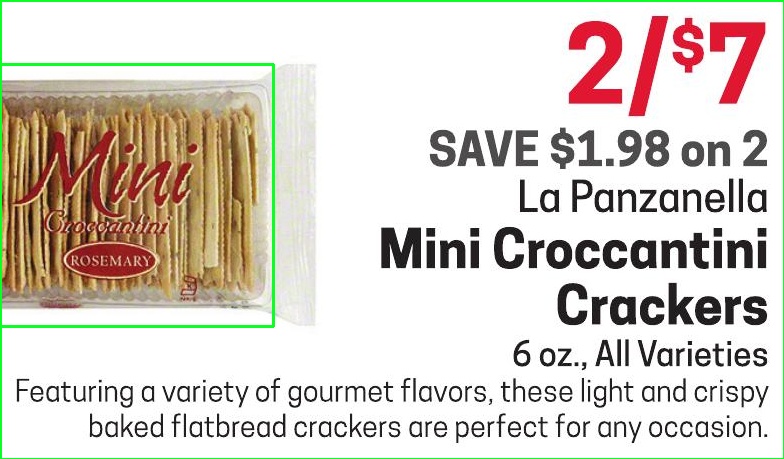 2/$7
SAVE $1.98 on 2
La Panzanella
Mini Croccantini
Crackers
6 oz., All Varieties
Featuring a variety of gourmet flavors, these light and crispy
baked flatbread crackers are perfect for any occasion.
Mini
Croccantini
ROSEMARY